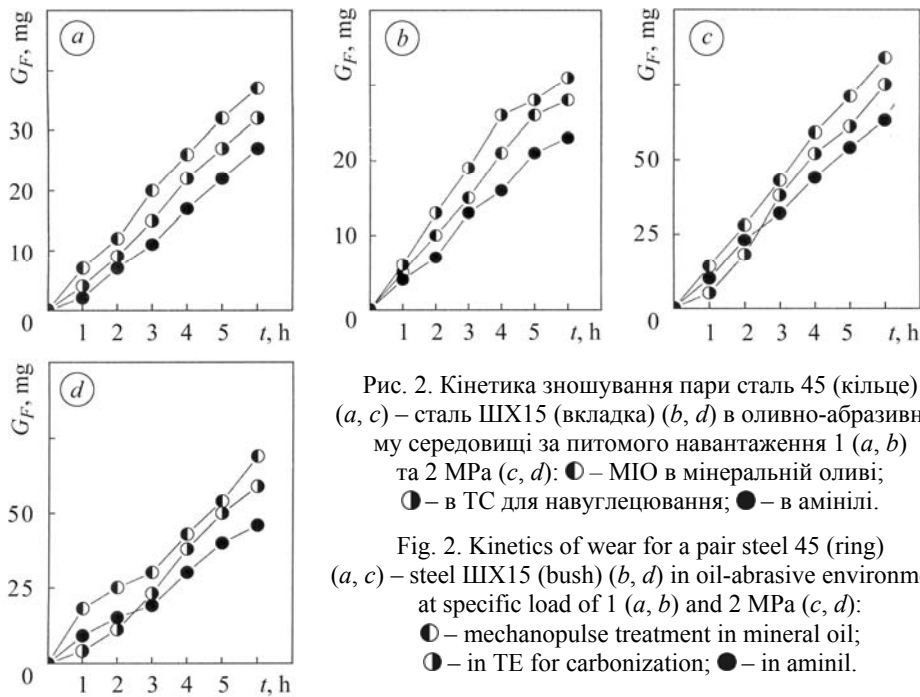 a
b
c
G_F, mg
G_F, mg
G_F, mg
30
20
10
0
20
10
0
50
25
0
1 2 3 4 5 t, h
1 2 3 4 5 t, h
1 2 3 4 5 t, h
d
G_F, mg
50
25
0
1 2 3 4 5 t, h
Рис. 2. Кінетика зношування пари сталь 45 (кільце)
(a, c) – сталь ШХ15 (вкладка) (b, d) в оливно-абразивн
му середовищі за питомого навантаження 1 (a, b)
та 2 MPa (c, d): ◐ – МІО в мінеральній оливі;
◑ – в ТС для навуглецювання; ● – в амінілі.
Fig. 2. Kinetics of wear for a pair steel 45 (ring)
(a, c) – steel ШХ15 (bush) (b, d) in oil-abrasive environme
at specific load of 1 (a, b) and 2 MPa (c, d):
◐ – mechanopulse treatment in mineral oil;
◑ – in TE for carbonization; ● – in aminil.